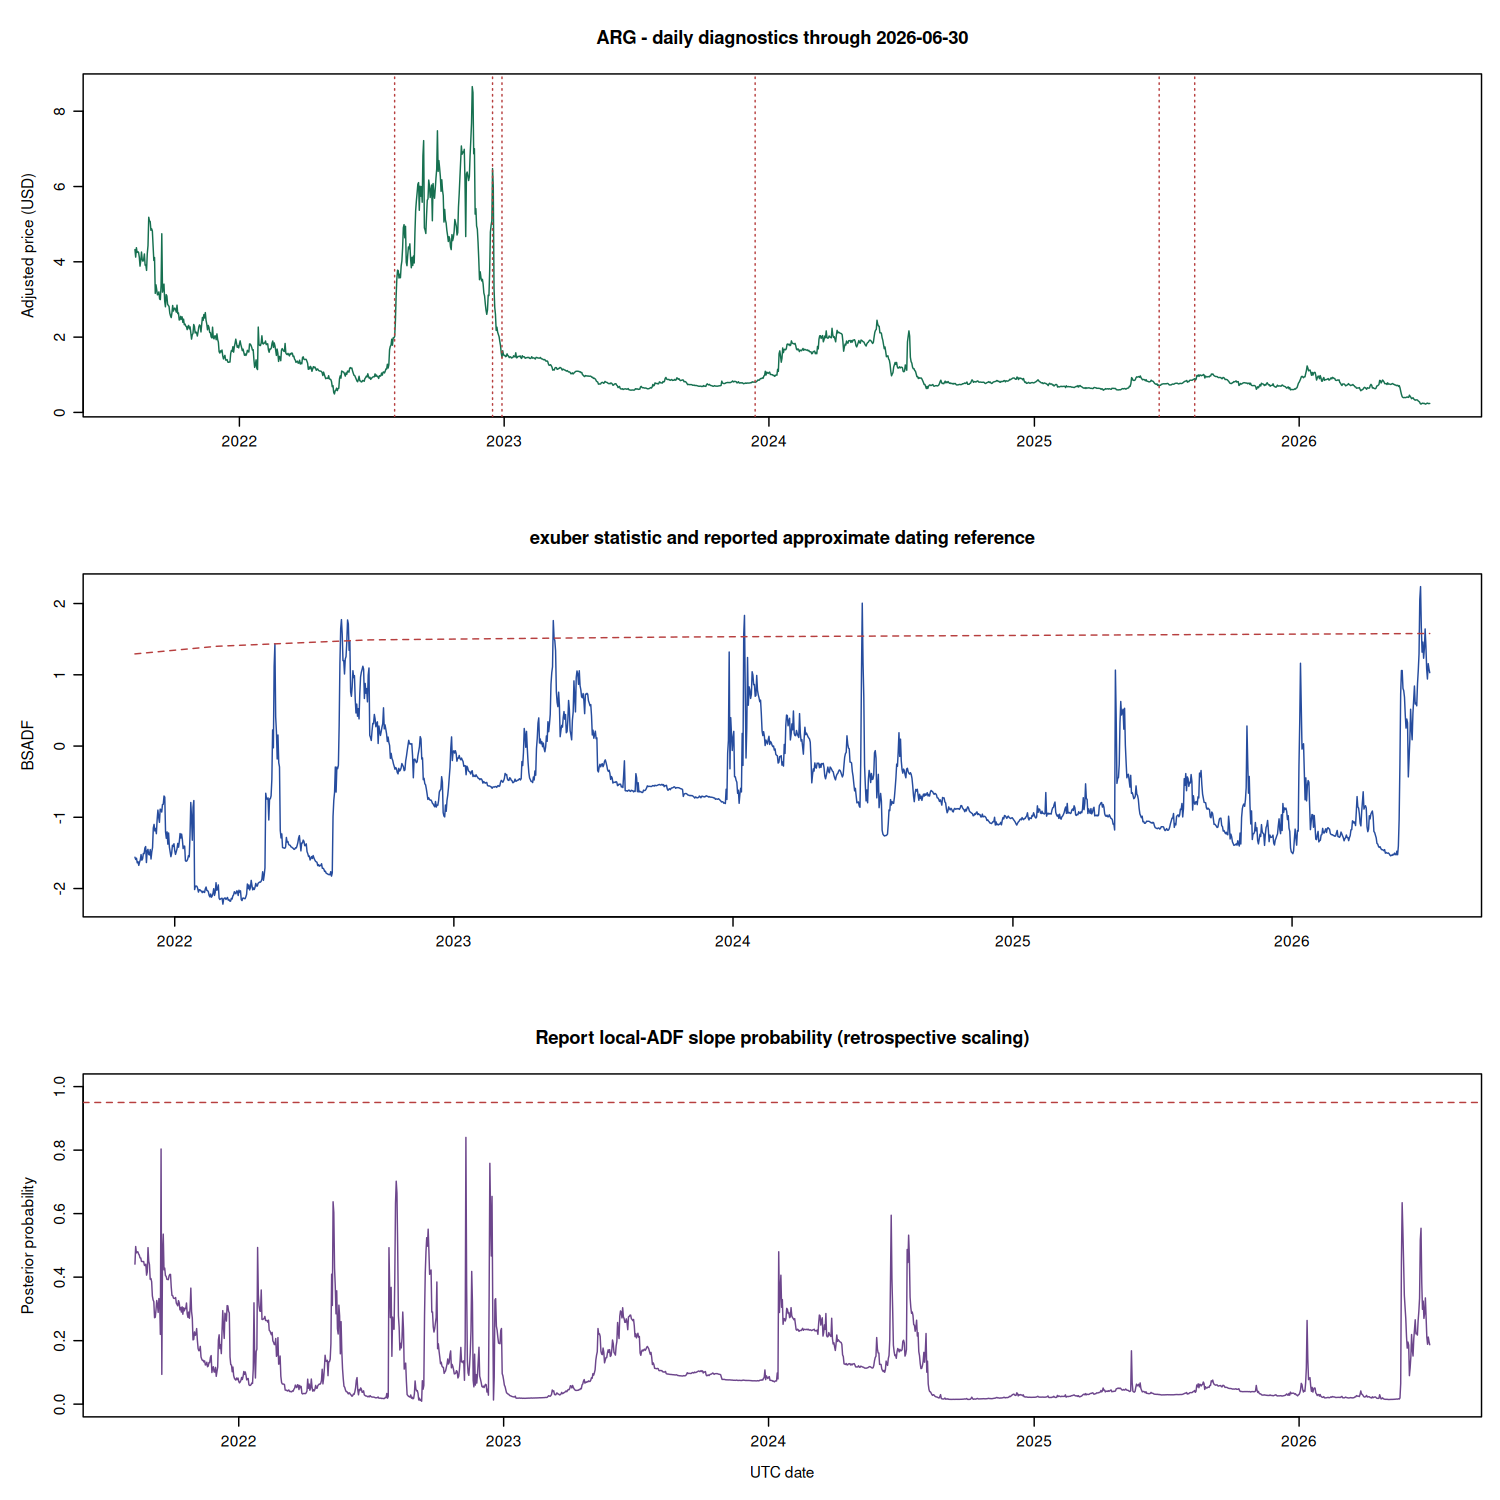 ARG - daily diagnostics through 2026-06-30
Adjusted price (USD)
8
6
4
2
0
2022 2023 2024 2025 2026
exuber statistic and reported approximate dating reference
BSADF
2
1
0
-1
-2
2022 2023 2024 2025 2026
Report local-ADF slope probability (retrospective scaling)
Posterior probability
1.0
0.8
0.6
0.4
0.2
0.0
2022 2023 2024 2025 2026
UTC date